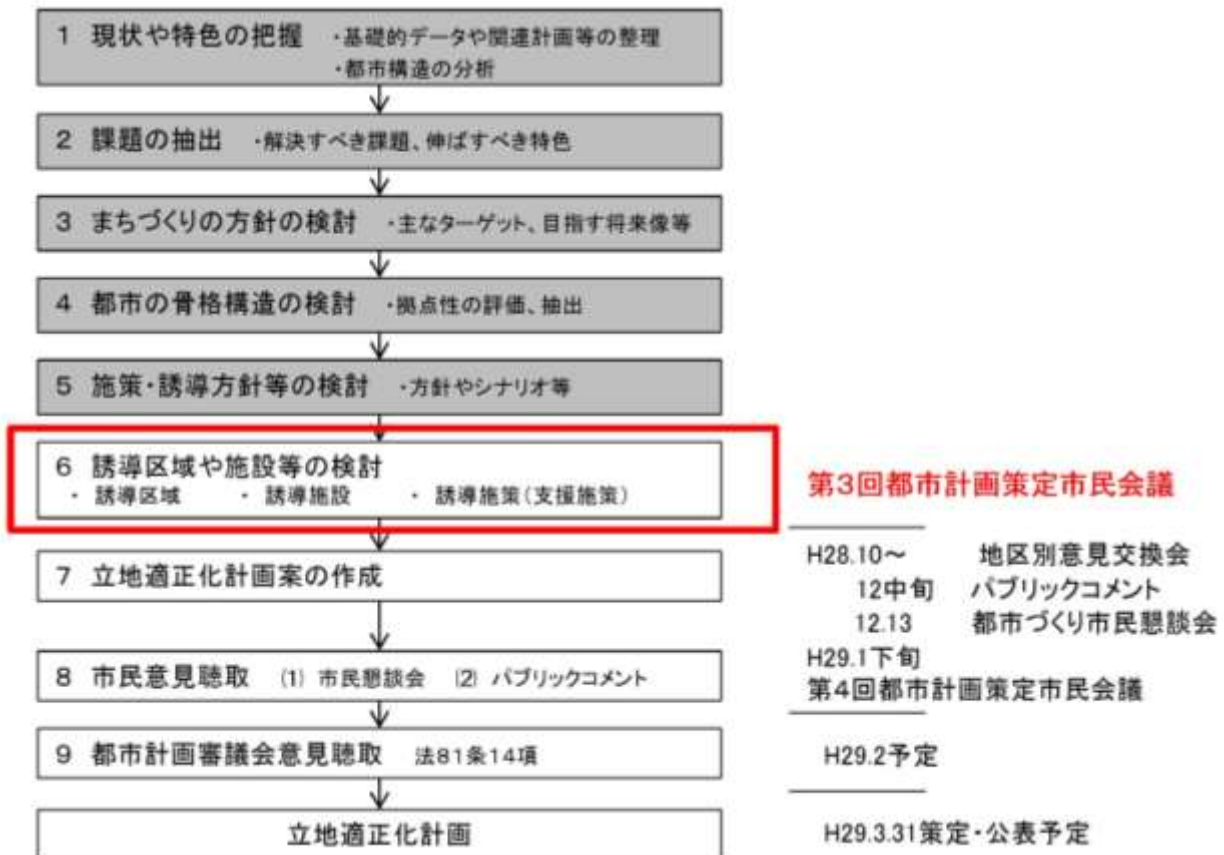 1 現状や特色の把握 ・基礎的データや関連計画等の整理
・都市構造の分析
2 課題の抽出 ・解決すべき課題、伸ばすべき特色
3 まちづくりの方針の検討 ・主なターゲット、目指す将来像等
4 都市の骨格構造の検討 ・拠点性の評価、抽出
5 施策・誘導方針等の検討 ・方針やシナリオ等
6 誘導区域や施設等の検討
・ 誘導区域 ・ 誘導施設 ・ 誘導施策(支援施策)
第3回都市計画策定市民会議
7 立地適正化計画案の作成
H28.10～ 地区別意見交換会
12中旬 パブリックコメント
12.13 都市づくり市民懇談会
H29.1下旬
第4回都市計画策定市民会議
8 市民意見聴取 (1) 市民懇談会 (2) パブリックコメント
9 都市計画審議会意見聴取 法81条14項
H29.2予定
立地適正化計画
H29.3.31策定・公表予定